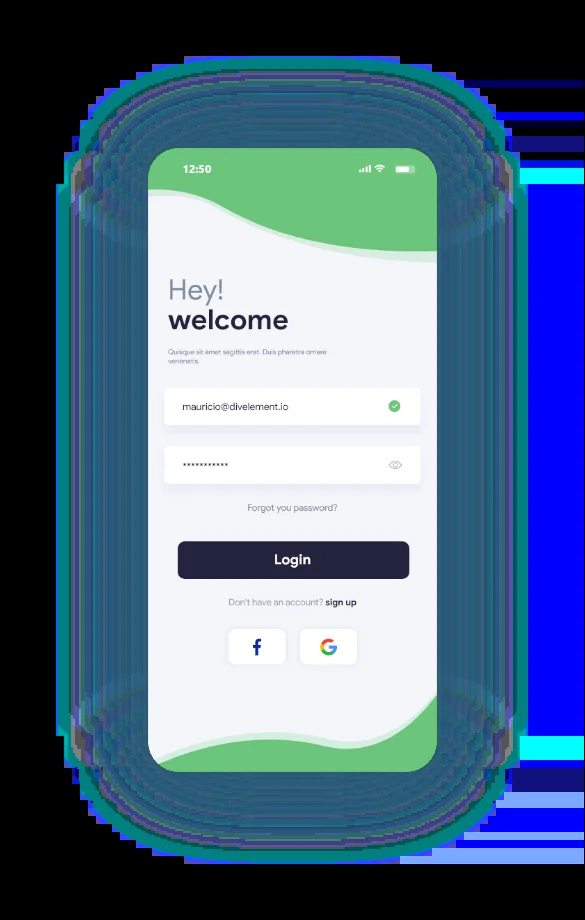 12:50
Hey!
welcome
Quisque sit amet sagittis erat. Duis pharetra ornare
venenatis.
mauricio@divelement.io
***********
Forgot you password?
Login
Don't have an account? sign up